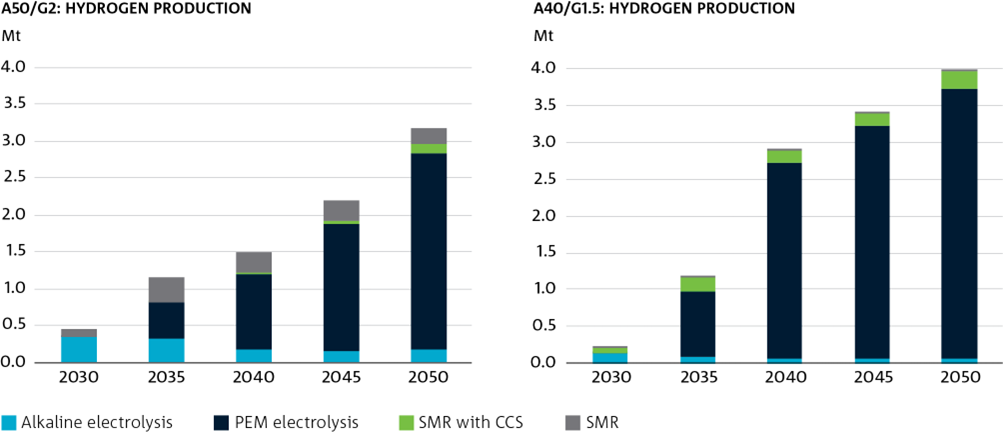 A50/G2: HYDROGEN PRODUCTION
Mt
4.0
3.5
3.0
2.5
2.0
1.5
1.0
0.5
0.0
2030 2035 2040 2045 2050
A40/G1.5: HYDROGEN PRODUCTION
Mt
4.0
3.5
3.0
2.5
2.0
1.5
1.0
0.5
0.0
2030 2035 2040 2045 2050
Alkaline electrolysis PEM electrolysis SMR with CCS SMR